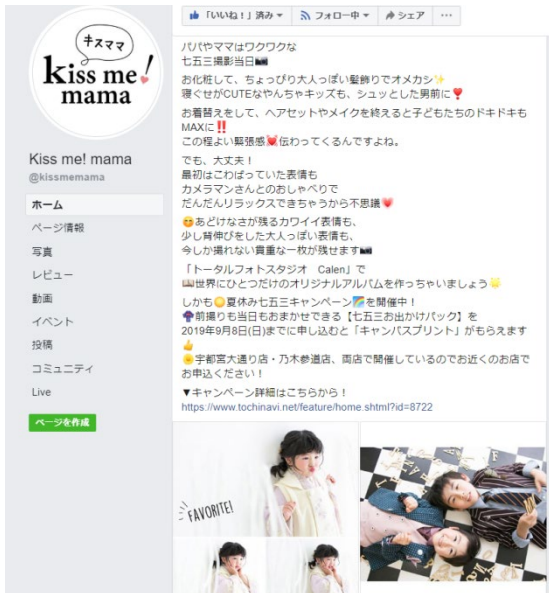 「いいね！」済み
フォロー中
シェア
キスママ
kiss me!
mama
Kiss me! mama
@kissmemama
ホーム
ページ情報
写真
レビュー
動画
イベント
投稿
コミュニティ
Live
ページを作成
パパやママはワクワクな
七五三撮影当日📷
お化粧して、ちょっぴり大人っぽい髪飾りでオメカシ✨
寝ぐせがCUTEなやんちゃキッズも、シュッとした男前に❣
お着替えをして、ヘアセットやメイクを終えると子どもたちのドキドキも
MAXに‼
この程よい緊張感💓伝わってくるんですよね。
でも、大丈夫！
最初はこわばっていた表情も
カメラマンさんとのおしゃべりで
だんだんリラックスできちゃうから不思議💗
😊あどけなさが残るカワイイ表情も、
少し背伸びをした大人っぽい表情も、
今しか撮れない貴重な一枚が残せます📷
「トータルフォトスタジオ　Calen」で
📖世界にひとつだけのオリジナルアルバムを作っちゃいましょう🌟
しかも🌞夏休み七五三キャンペーン🌈を開催中！
前撮りも当日もおまかせできる【七五三お出かけパック】を
2019年9月8日(日)までに申し込むと「キャンバスプリント」がもらえます
👍
🌞宇都宮大通り店・乃木参道店、両店で開催しているのでお近くのお店で
お申込ください！
▼キャンペーン詳細はこちらから！
https://www.tochinavi.net/feature/home.shtml?id=8722
FAVORITE!